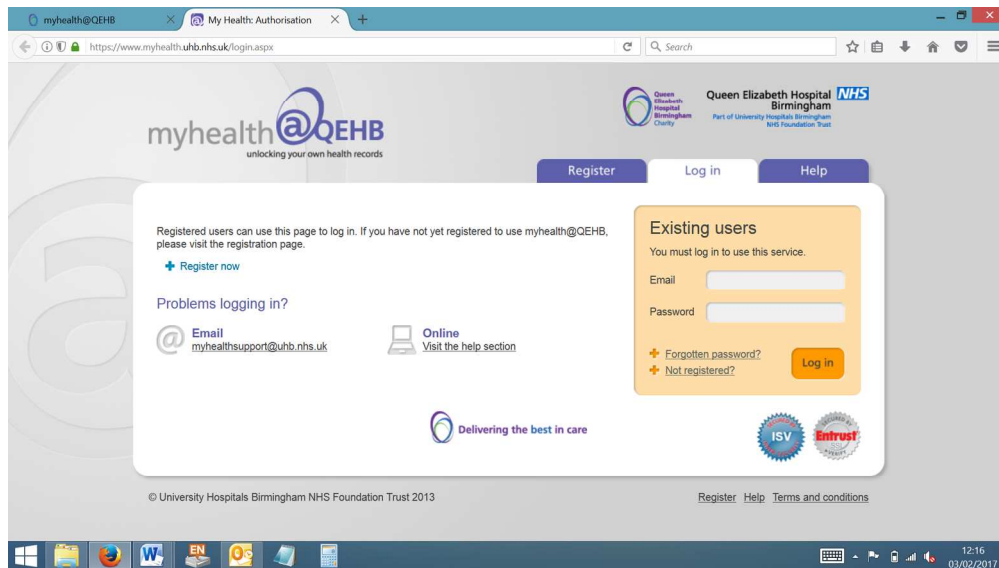 myhealth@QEHB
My Health: Authorisation
https://www.myhealth.uhb.nhs.uk/login.aspx
Search
myhealth@QEHB
unlocking your own health records
Queen
Elizabeth
Hospital
Birmingham
Charity
Queen Elizabeth Hospital NHS
Birmingham
Part of University Hospitals Birmingham
NHS Foundation Trust
Register
Log in
Help
Registered users can use this page to log in. If you have not yet registered to use myhealth@QEHB,
please visit the registration page.
Register now
Problems logging in?
Email
myhealthsupport@uhb.nhs.uk
Online
Visit the help section
Existing users
You must log in to use this service.
Email
Password
Forgotten password?
Not registered?
Log in
Delivering the best in care
ISV
SECURED BY
Entrust
SSL
VERIFY
© University Hospitals Birmingham NHS Foundation Trust 2013
Register Help Terms and conditions
EN
12:16
03/02/2017